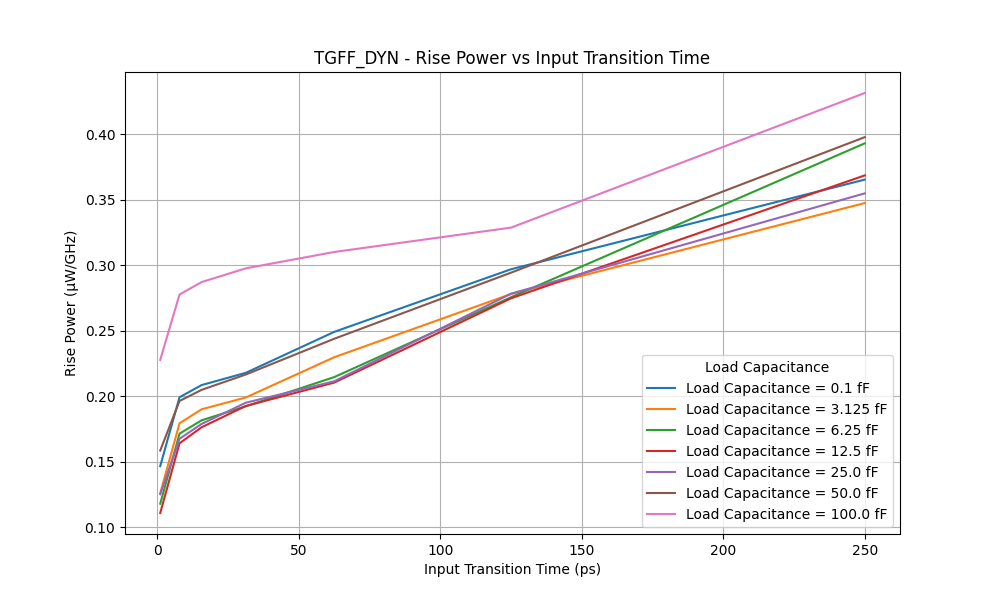 TGFF_DYN - Rise Power vs Input Transition Time
Rise Power (μW/GHz)
0.40
0.35
0.30
0.25
0.20
0.15
0.10
0
50
100
150
200
250
Input Transition Time (ps)
Load Capacitance
Load Capacitance = 0.1 fF
Load Capacitance = 3.125 fF
Load Capacitance = 6.25 fF
Load Capacitance = 12.5 fF
Load Capacitance = 25.0 fF
Load Capacitance = 50.0 fF
Load Capacitance = 100.0 fF